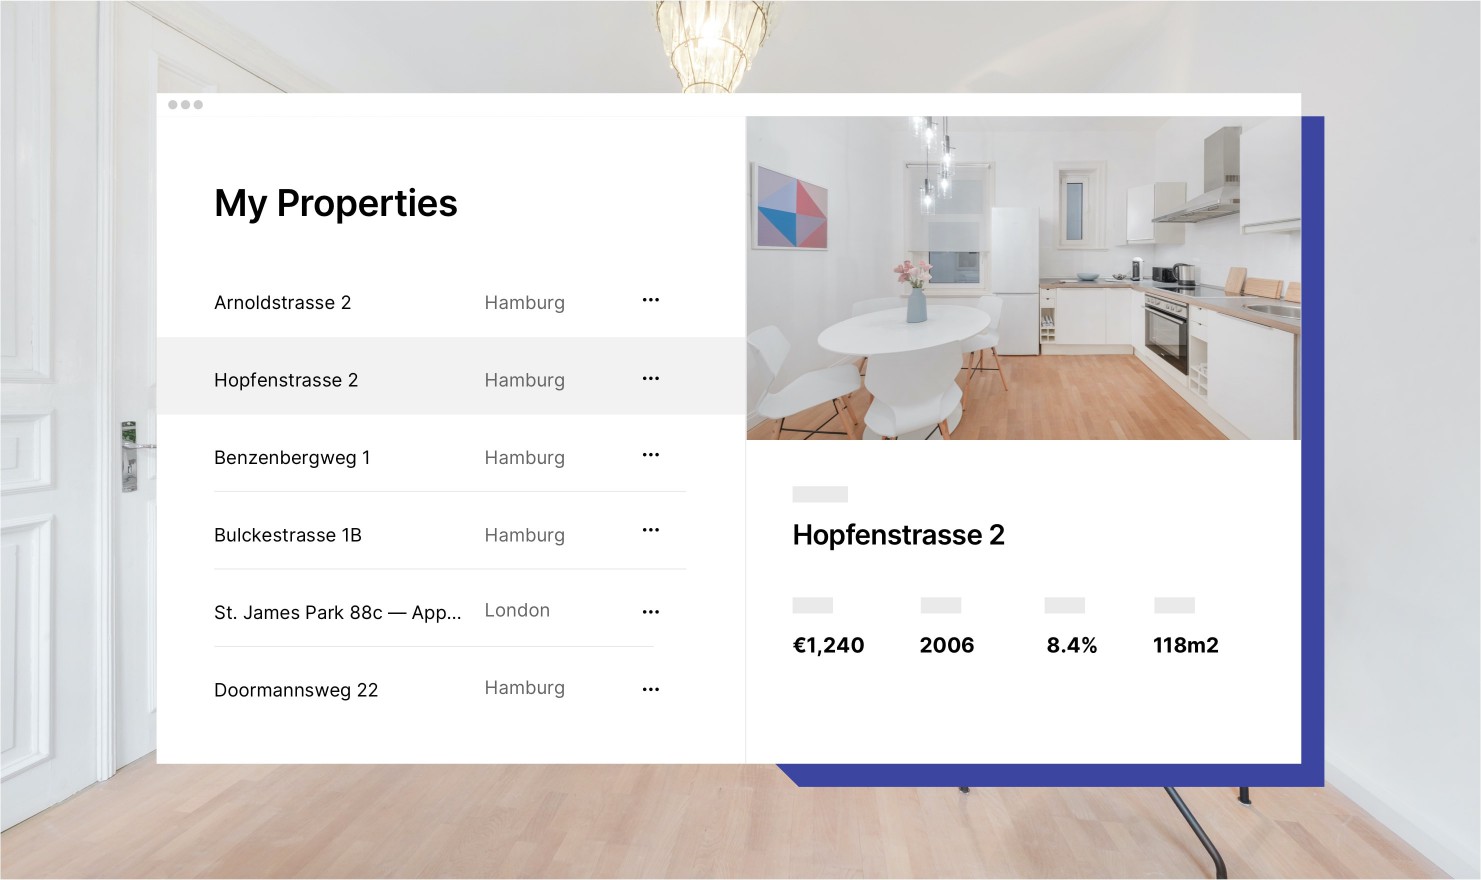 My Properties
Arnoldstrasse 2 Hamburg ...
Hopfenstrasse 2 Hamburg ...
Benzenbergweg 1 Hamburg ...
Bulckestrasse 1B Hamburg ...
St. James Park 88c — App... London ...
Doormannsweg 22 Hamburg ...
Hopfenstrasse 2
€1,240 2006 8.4% 118m2